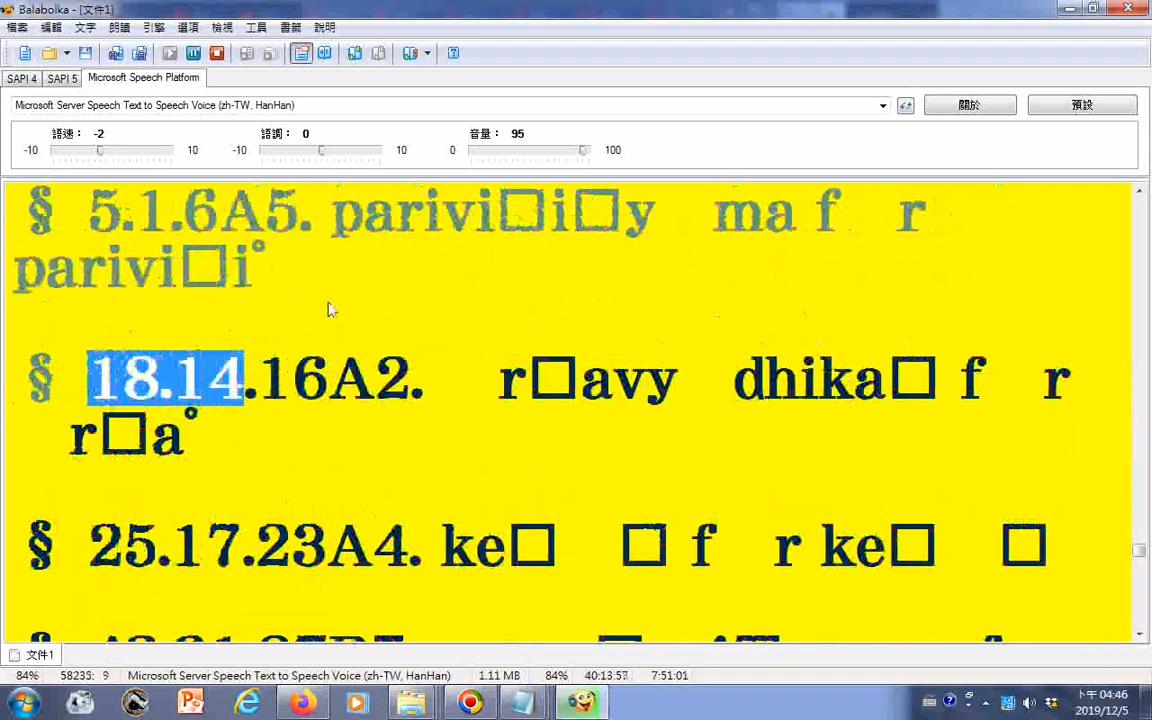 Balabolka - [文件1]
檔案 編輯 文字 朗讀 引擎 選項 檢視 工具 書籤 說明
SAPI 4 SAPI 5 Microsoft Speech Platform
Microsoft Server Speech Text to Speech Voice (zh-TW, HanHan) 關於 預設
語速： -2 語調： 0 音量： 95
-10 10 -10 10 0 100
§ 5.1.6A5. parivi□i□y ma f r
parivi□i°
§ 18.14.16A2. r□avy dhika□ f r
r□a°
§ 25.17.23A4. ke□ □ f r ke□ □
文件1
84% 58235: 9 Microsoft Server Speech Text to Speech Voice (zh-TW, HanHan) 1.11 MB 84% 40:13:57 7:51:01
下午 04:46
2019/12/5